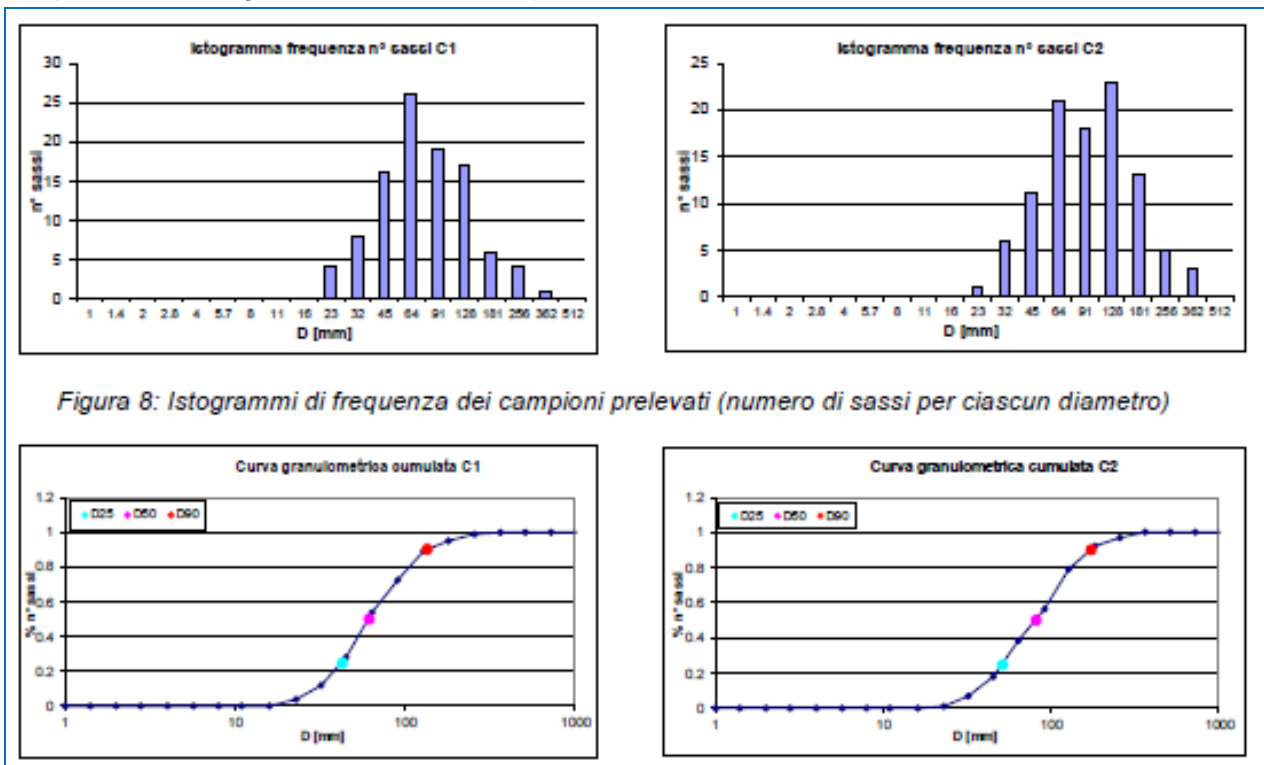 Istogramma frequenza n° sassi C1
30
25
20
15
10
5
0
n° sassi
1 1.4 2 2.8 4 5.7 8 11 16 23 32 45 64 91 128 181 256 362 512
D [mm]
Istogramma frequenza n° sassi C2
25
20
15
10
5
0
n° sassi
1 1.4 2 2.8 4 5.7 8 11 16 23 32 45 64 91 128 181 256 362 512
D [mm]
Figura 8: Istogrammi di frequenza dei campioni prelevati (numero di sassi per ciascun diametro)
Curva granulometrica cumulata C1
D25 D50 D90
1.2
1
0.8
0.6
0.4
0.2
0
% n° sassi
1 10 100 1000
D [mm]
Curva granulometrica cumulata C2
D25 D50 D90
1.2
1
0.8
0.6
0.4
0.2
0
% n° sassi
1 10 100 1000
D [mm]